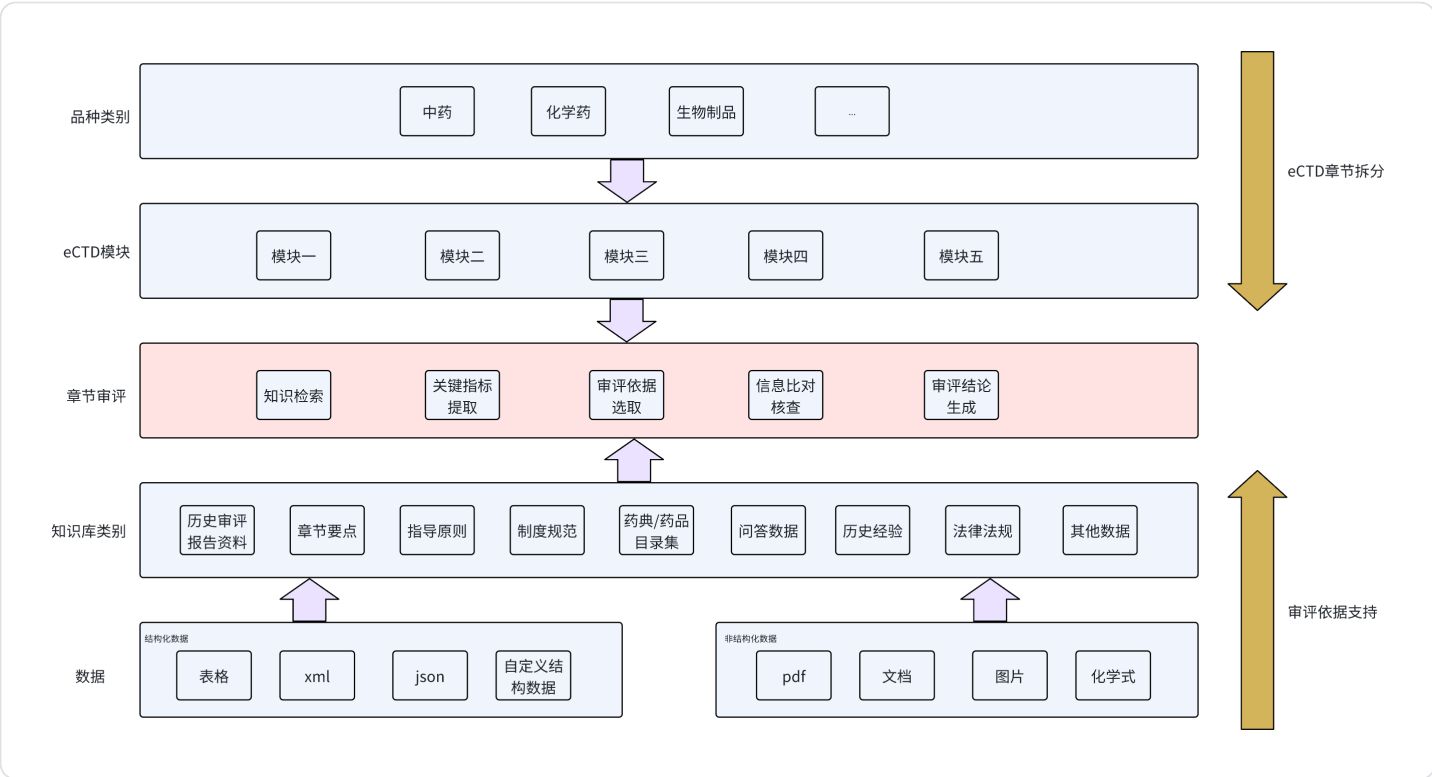 品种类别
中药
化学药
生物制品
...
eCTD章节拆分
eCTD模块
模块一
模块二
模块三
模块四
模块五
章节审评
知识检索
关键指标
提取
审评依据
选取
信息比对
核查
审评结论
生成
知识库类别
历史审评
报告资料
章节要点
指导原则
制度规范
药典/药品
目录集
问答数据
历史经验
法律法规
其他数据
审评依据支持
数据
结构化数据
表格
xml
json
自定义结
构数据
非结构化数据
pdf
文档
图片
化学式